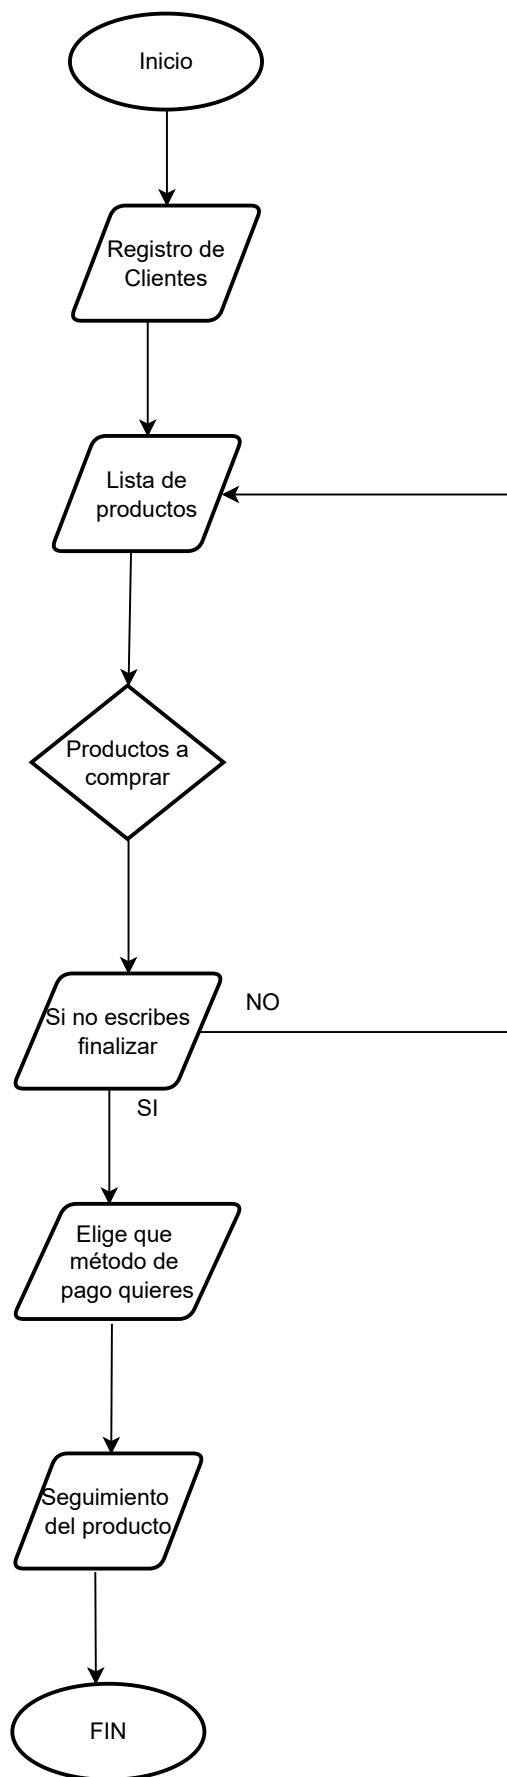 Inicio
Registro de
Clientes
Lista de
productos
Productos a
comprar
Si no escribes
finalizar
NO
SI
Elige que
método de
pago quieres
Seguimiento
del producto
FIN